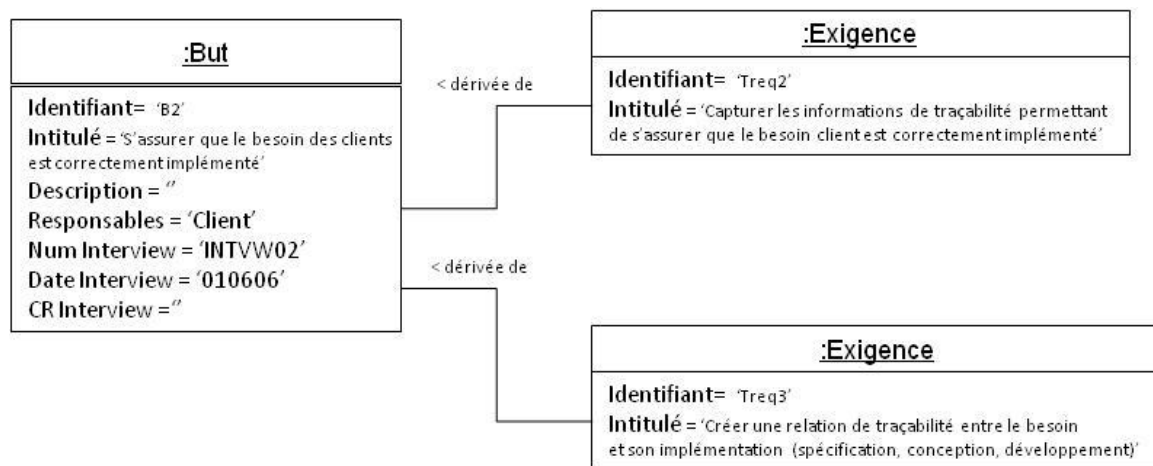 :But
Identifiant= ‘B2’
Intitulé = ‘S’assurer que le besoin des clients
est correctement implémenté’
Description = ‘’
Responsables = ‘Client’
Num Interview = ‘INTVW02’
Date Interview = ‘010606’
CR Interview =‘’
< dérivée de
< dérivée de
:Exigence
Identifiant= ‘Treq2’
Intitulé = ‘Capturer les informations de traçabilité permettant
de s’assurer que le besoin client est correctement implémenté’
:Exigence
Identifiant= ‘Treq3’
Intitulé = ‘Créer une relation de traçabilité entre le besoin
et son implémentation (spécification, conception, développement)’